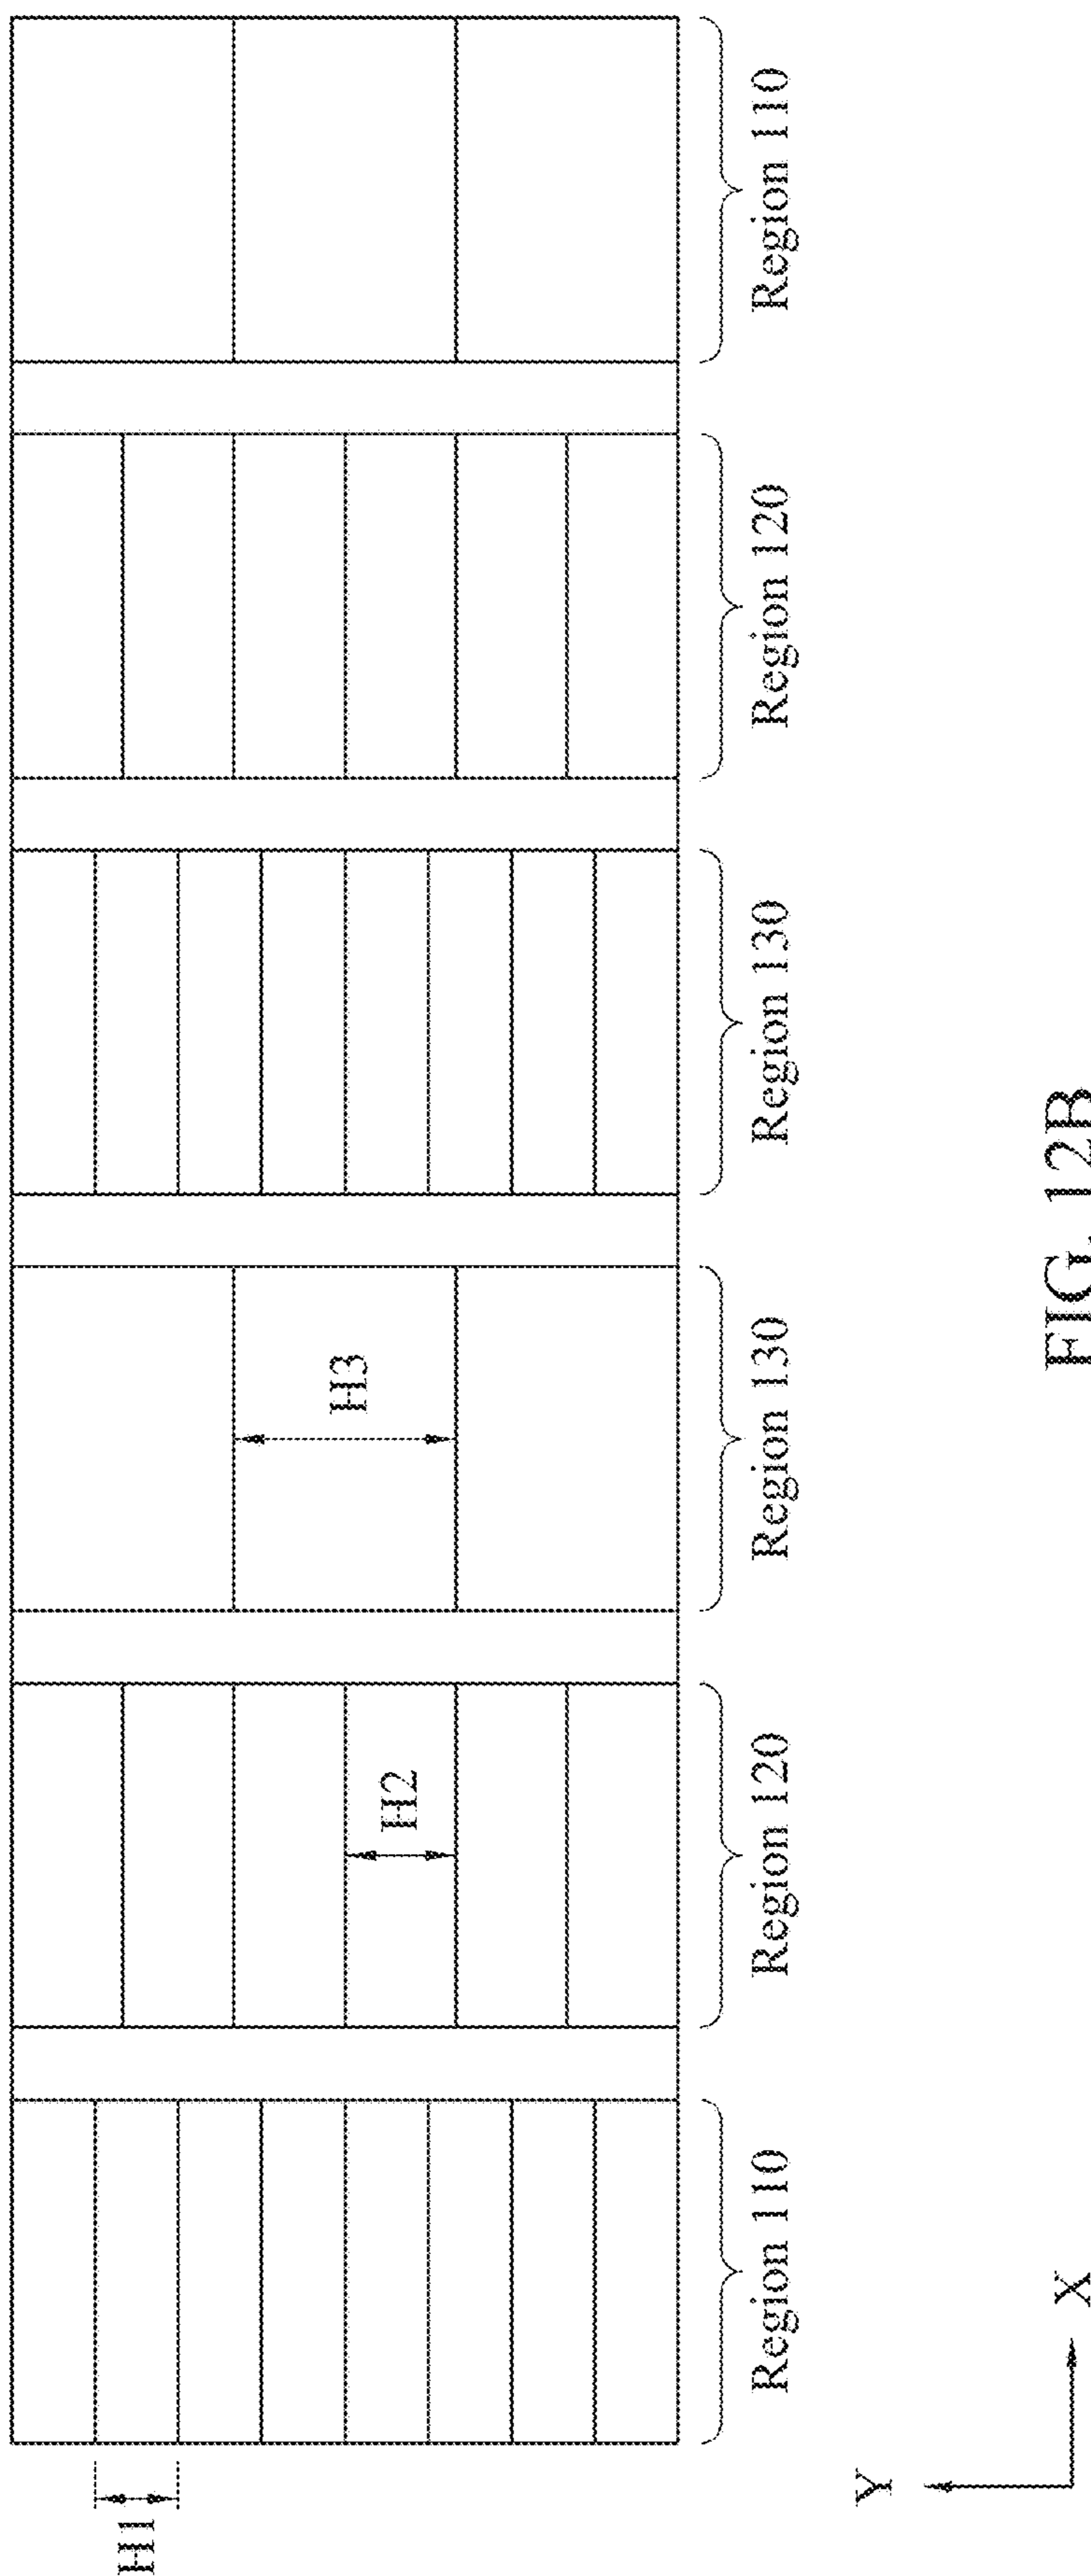 H1
H2
H3
Region 110
Region 120
Region 130
Region 130
Region 120
Region 110
Y
X
FIG. 12B